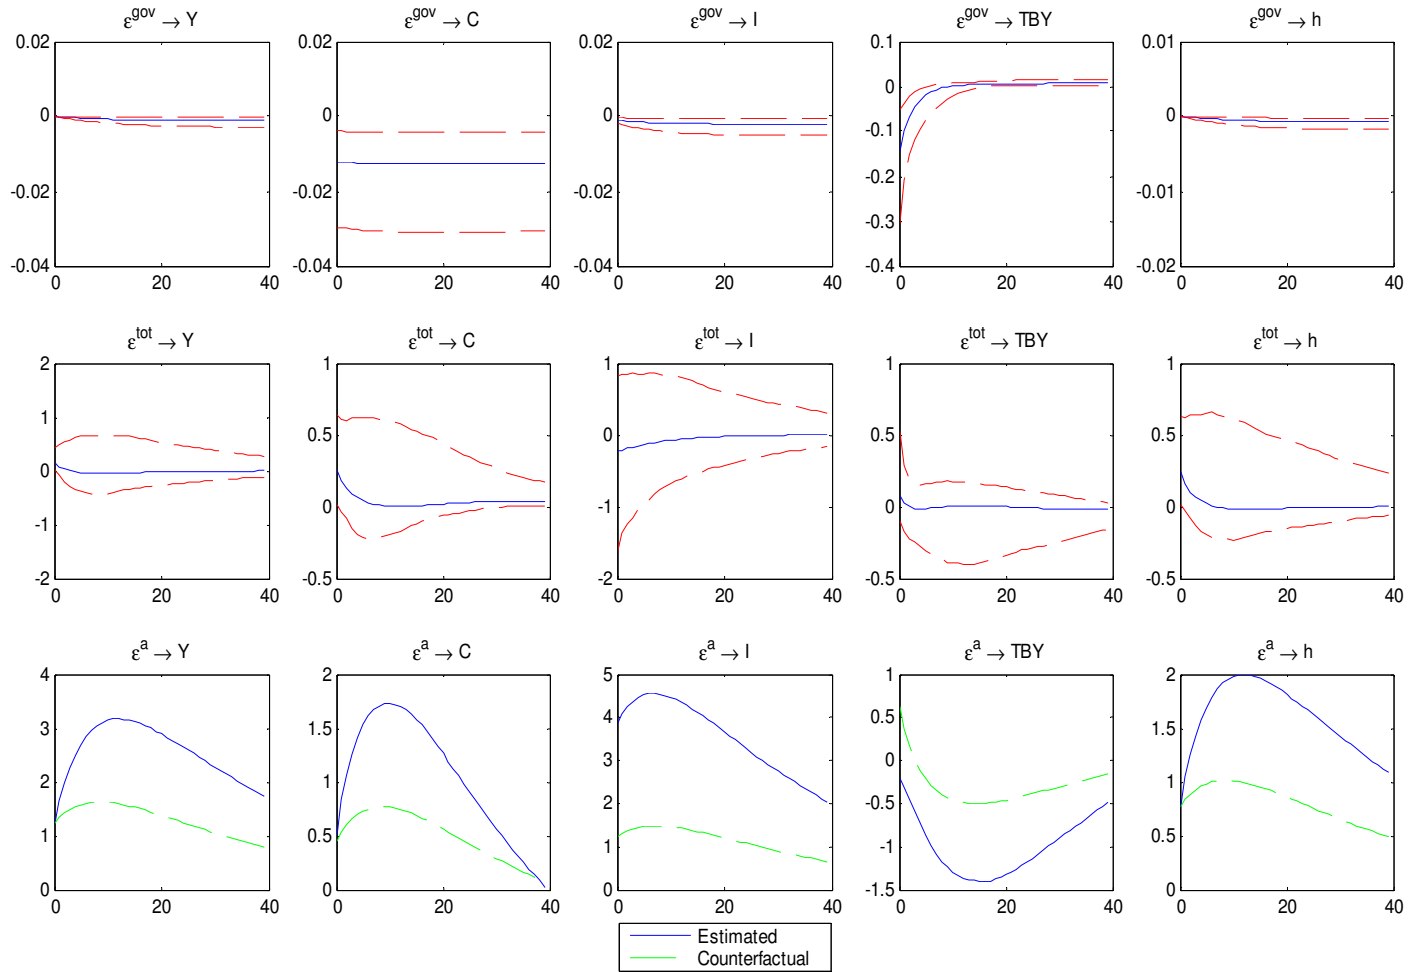 ε^gov → Y
ε^gov → C
ε^gov → I
ε^gov → TBY
ε^gov → h
0.02
0
-0.02
-0.04
0 20 40
0.02
0
-0.02
-0.04
0 20 40
0.02
0
-0.02
-0.04
0 20 40
0.1
0
-0.1
-0.2
-0.3
-0.4
0 20 40
0.01
0
-0.01
-0.02
0 20 40
ε^tot → Y
ε^tot → C
ε^tot → I
ε^tot → TBY
ε^tot → h
2
1
0
-1
-2
0 20 40
1
0.5
0
-0.5
0 20 40
1
0
-1
-2
0 20 40
1
0.5
0
-0.5
0 20 40
1
0.5
0
-0.5
0 20 40
ε^a → Y
ε^a → C
ε^a → I
ε^a → TBY
ε^a → h
4
3
2
1
0
0 20 40
2
1.5
1
0.5
0
0 20 40
5
4
3
2
1
0
0 20 40
1
0.5
0
-0.5
-1
-1.5
0 20 40
2
1.5
1
0.5
0
0 20 40
Estimated
Counterfactual